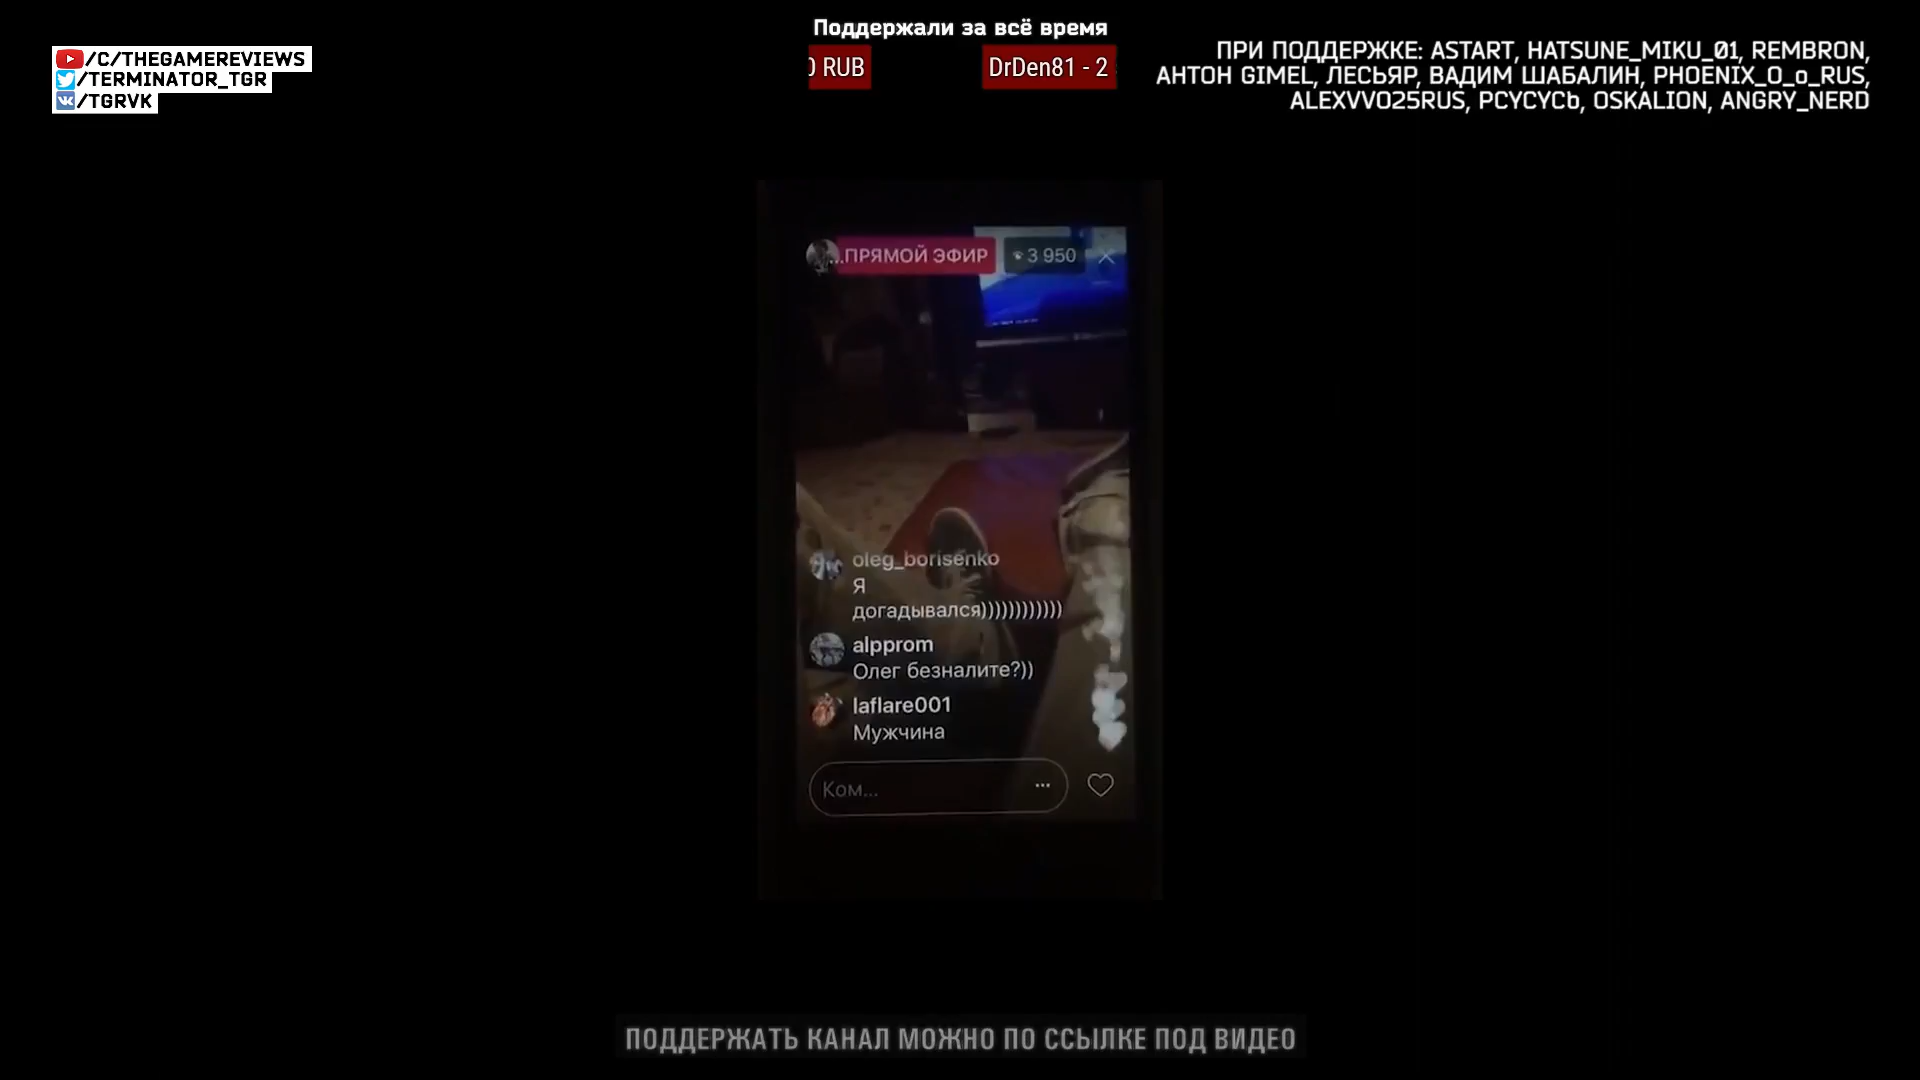 /C/THEGAMEREVIEWS
/TERMINATOR_TGR
/TGRVK
Поддержали за всё время
RUB
DrDen81 - 2
ПРИ ПОДДЕРЖКЕ: ASTART, HATSUNE_MIKU_01, REMBRON,
АНТОН GIMEL, ЛЕСЬЯР, ВАДИМ ШАБАЛИН, PHOENIX_O_o_RUS,
ALEXVVO25RUS, РСУСУСЬ, OSKALION, ANGRY_NERD
...ПРЯМОЙ ЭФИР
3 950
oleg_borisenko
Я
догадывался))))))))))))
alpprom
Олег безналите?))
laflare001
Мужчина
Ком...
ПОДДЕРЖАТЬ КАНАЛ МОЖНО ПО ССЫЛКЕ ПОД ВИДЕО